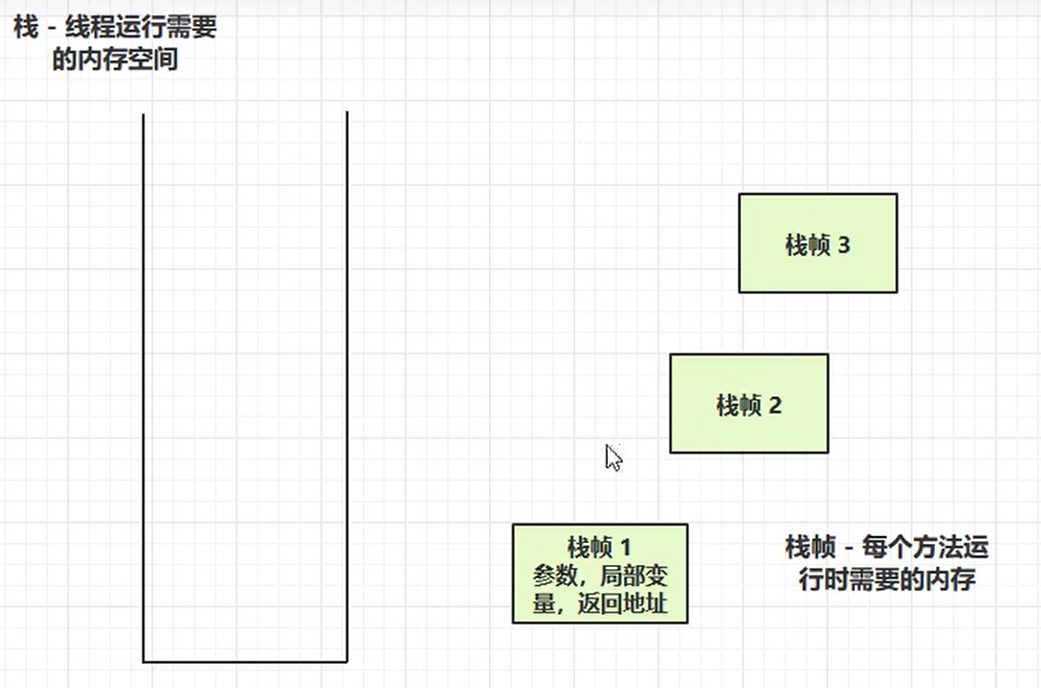 栈 - 线程运行需要
的内存空间
栈帧 3
栈帧 2
栈帧 1
参数，局部变
量，返回地址
栈帧 - 每个方法运
行时需要的内存